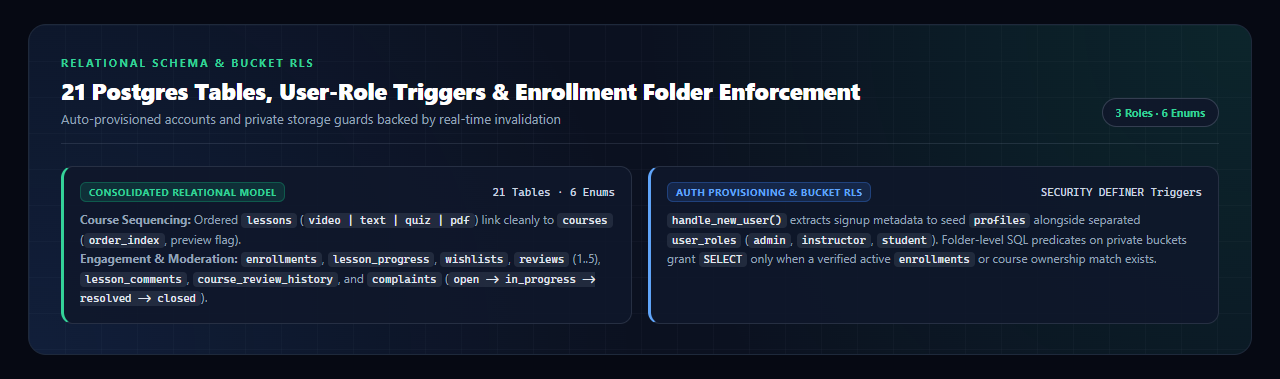 RELATIONAL SCHEMA & BUCKET RLS
21 Postgres Tables, User-Role Triggers & Enrollment Folder Enforcement
Auto-provisioned accounts and private storage guards backed by real-time invalidation
3 Roles · 6 Enums
CONSOLIDATED RELATIONAL MODEL
21 Tables · 6 Enums
Course Sequencing: Ordered lessons ( video | text | quiz | pdf ) link cleanly to courses
( order_index , preview flag).
Engagement & Moderation: enrollments , lesson_progress , wishlists , reviews (1..5),
lesson_comments , course_review_history , and complaints ( open → in_progress →
resolved → closed ).
AUTH PROVISIONING & BUCKET RLS
SECURITY DEFINER Triggers
handle_new_user() extracts signup metadata to seed profiles alongside separated
user_roles ( admin , instructor , student ). Folder-level SQL predicates on private buckets
grant SELECT only when a verified active enrollments or course ownership match exists.